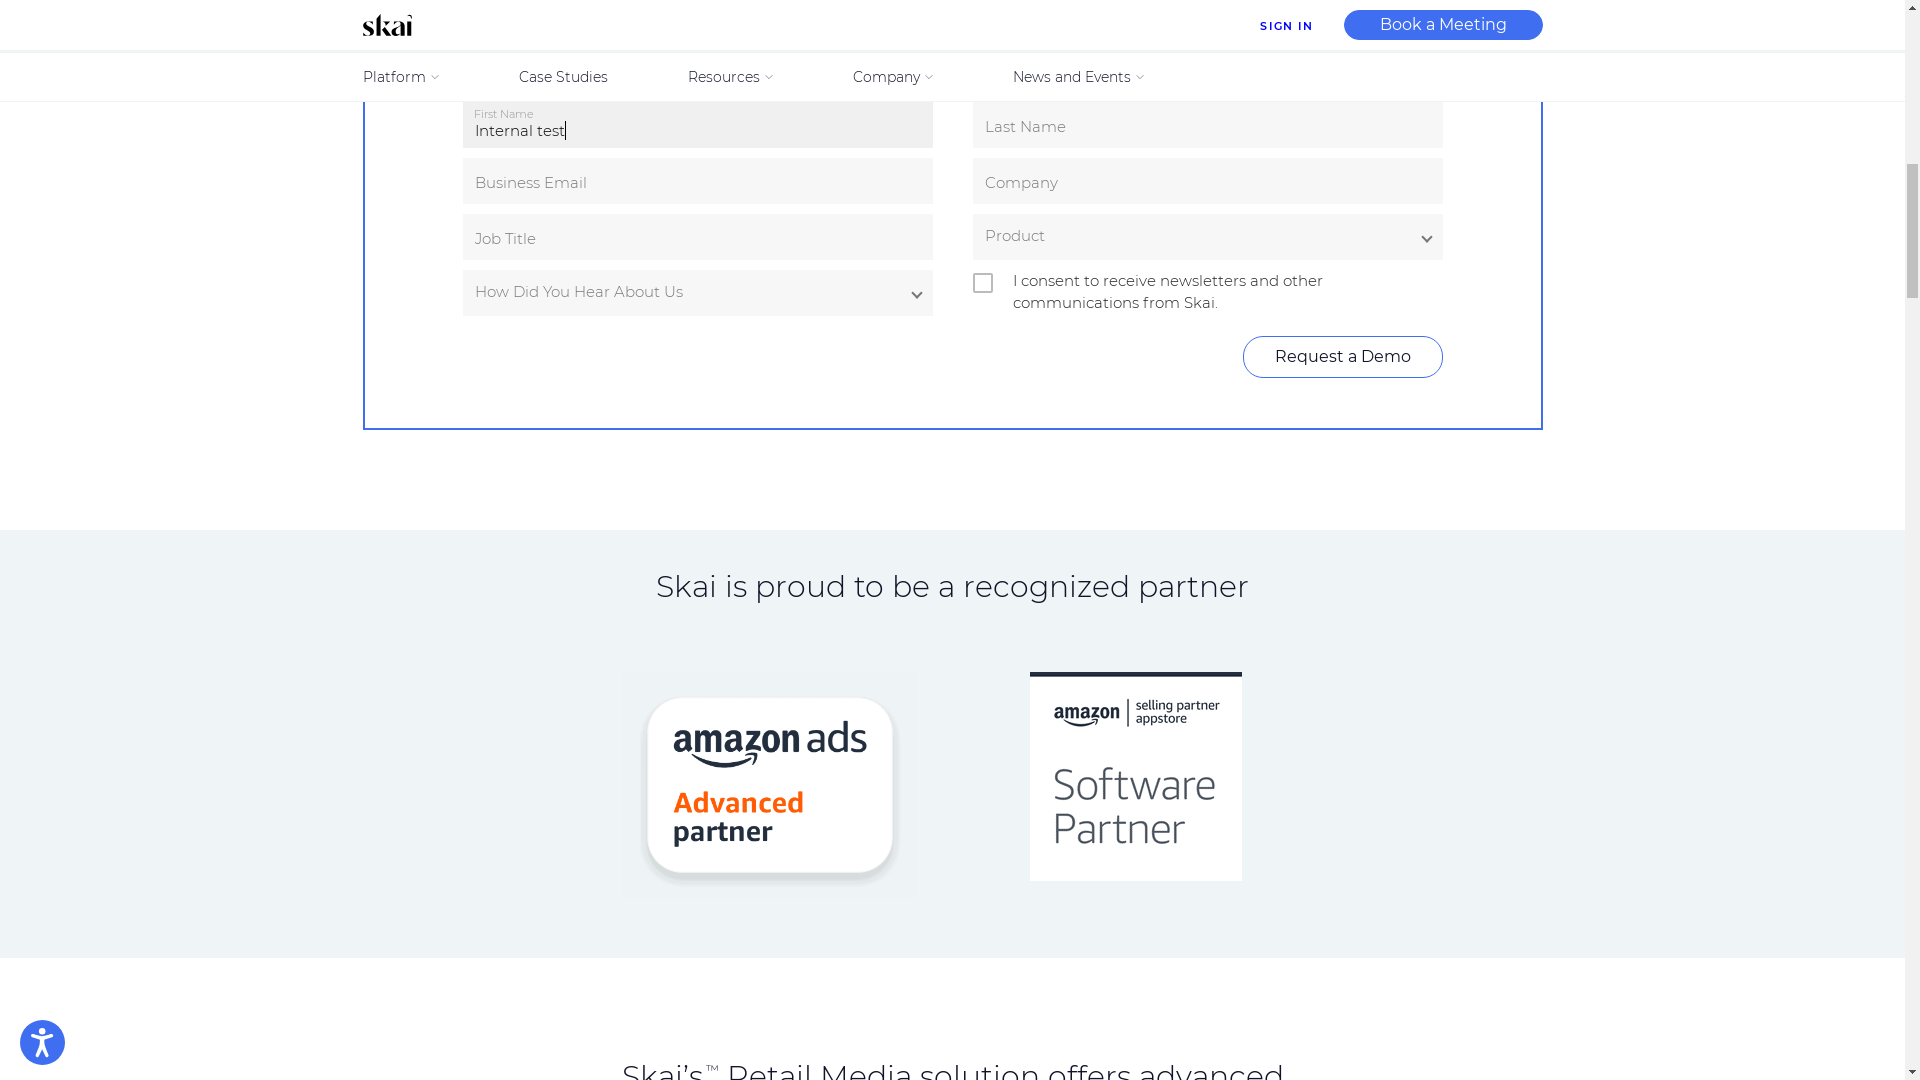 skai
SIGN IN
Book a Meeting
Platform
Case Studies
Resources
Company
News and Events
First Name
Internal test
Last Name
Business Email
Company
Job Title
Product
How Did You Hear About Us
I consent to receive newsletters and other
communications from Skai.
Request a Demo
Skai is proud to be a recognized partner
amazon ads
Advanced
partner
amazon | selling partner
appstore
Software
Partner
Skai's™ Retail Media solution offers advanced